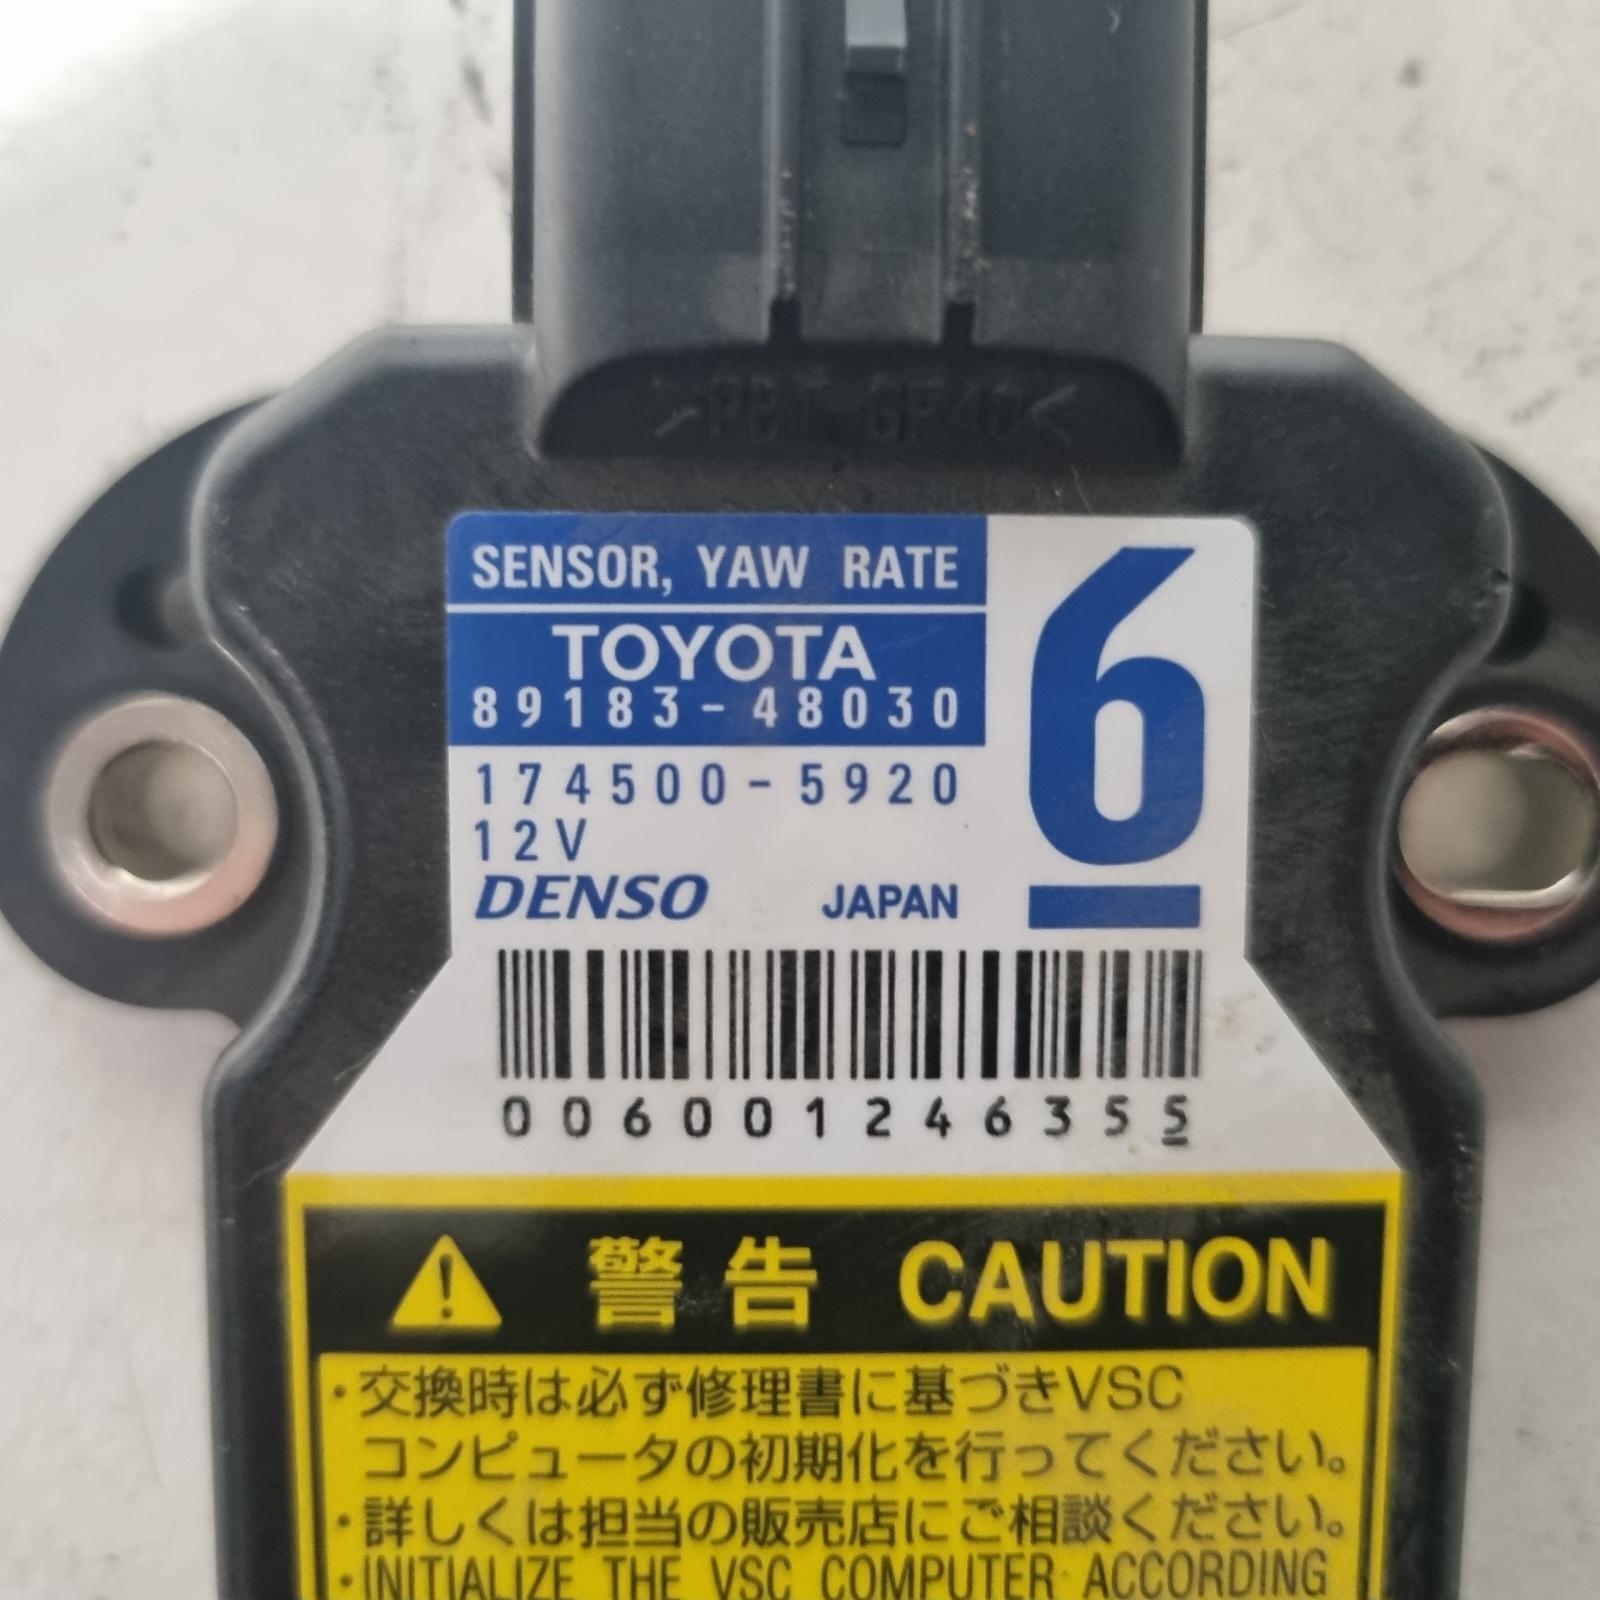 >PBT GF40<
SENSOR, YAW RATE
TOYOTA
89183-48030
6
174500-5920
12V
DENSO JAPAN
006001246355
警告 CAUTION
・交換時は必ず修理書に基づきVSC
コンピュータの初期化を行ってください。
・詳しくは担当の販売店にご相談ください。
・INITIALIZE THE VSC COMPUTER ACCORDING